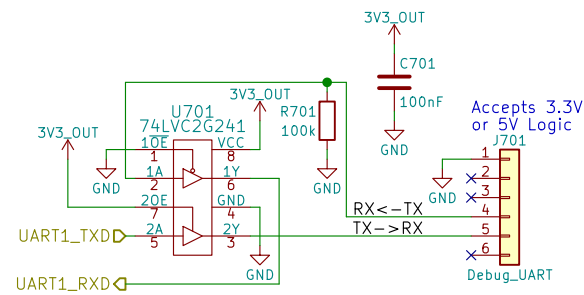 3V3_OUT
C701
100nF
GND
Accepts 3.3V
or 5V Logic
J701
1
2
3
4
5
6
Debug_UART
GND
RX<-TX
TX->RX
R701
100k
GND
3V3_OUT
U701
74LVC2G241
3V3_OUT
1OE
1
1A
2
2OE
7
2A
5
VCC
8
1Y
6
GND
4
2Y
3
GND
GND
UART1_TXD
UART1_RXD